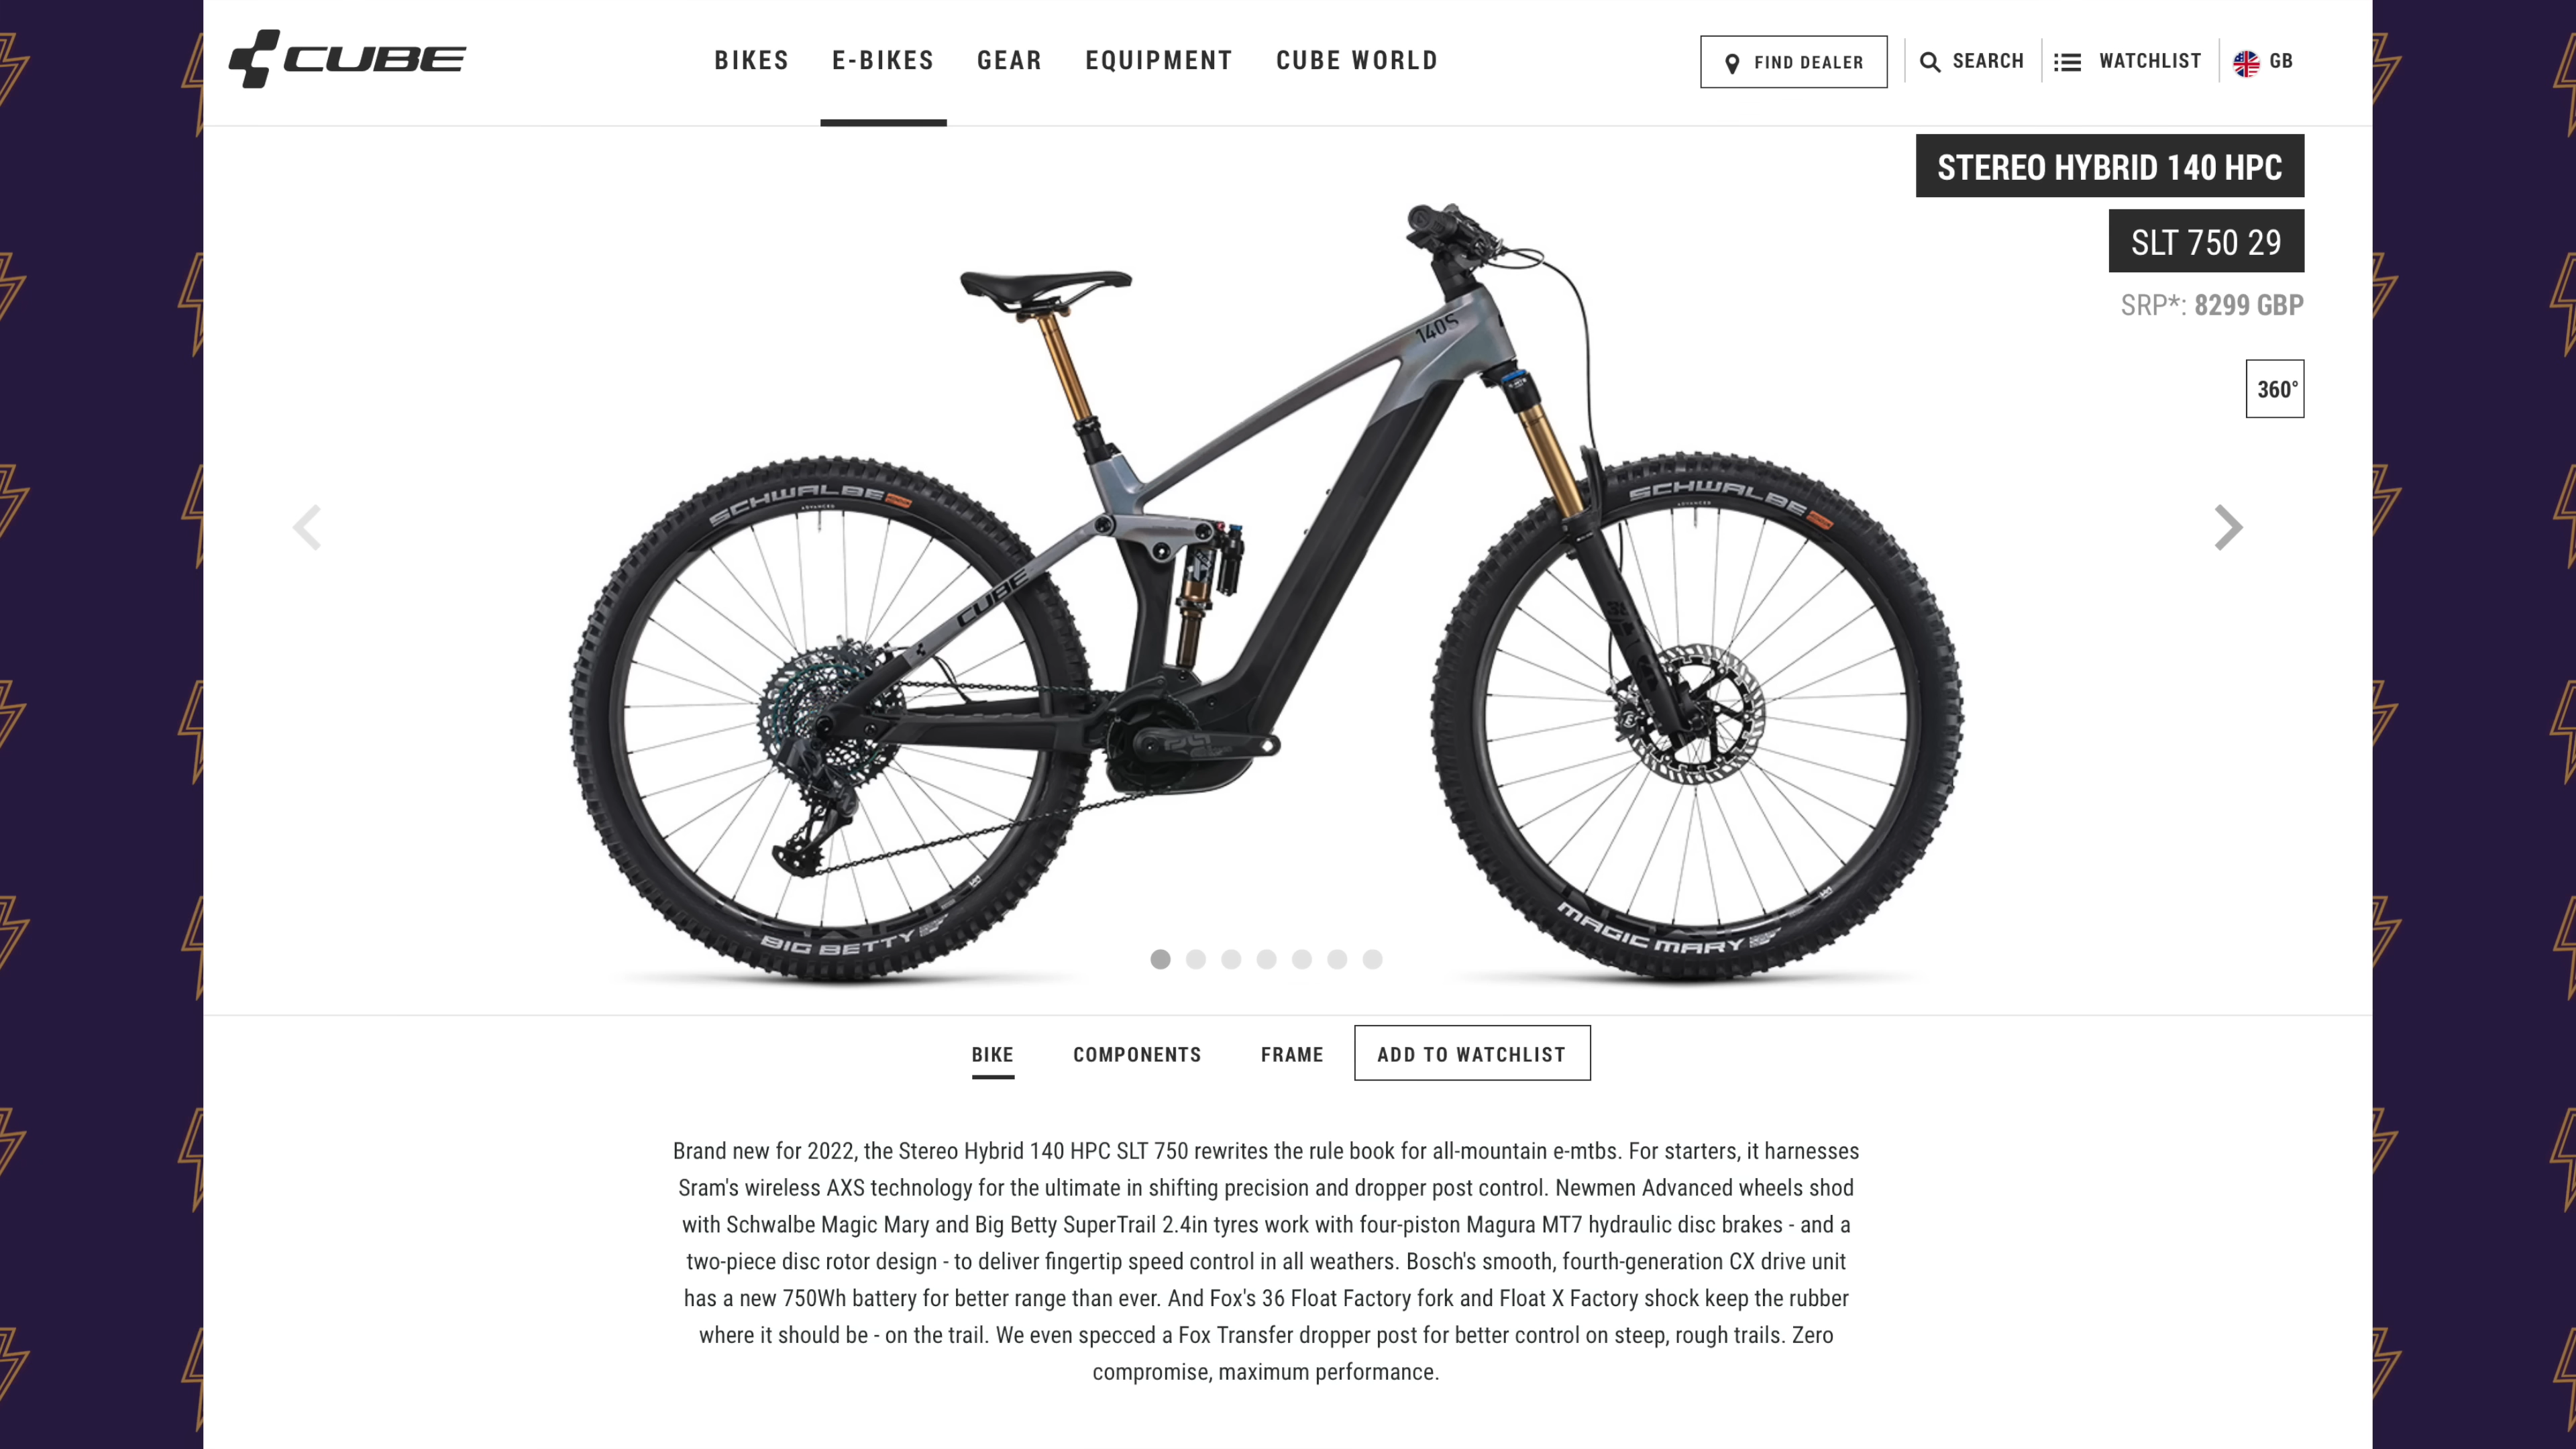 CUBE
BIKES E-BIKES GEAR EQUIPMENT CUBE WORLD
FIND DEALER SEARCH WATCHLIST GB
STEREO HYBRID 140 HPC
SLT 750 29
SRP*: 8299 GBP
360°
140S
SCHWALBE
ADVANCED
SCHWALBE
ADVANCED
CUBE
BIG BETTY
MAGIC MARY
BIKE COMPONENTS FRAME ADD TO WATCHLIST
Brand new for 2022, the Stereo Hybrid 140 HPC SLT 750 rewrites the rule book for all-mountain e-mtbs. For starters, it harnesses
Sram's wireless AXS technology for the ultimate in shifting precision and dropper post control. Newmen Advanced wheels shod
with Schwalbe Magic Mary and Big Betty SuperTrail 2.4in tyres work with four-piston Magura MT7 hydraulic disc brakes - and a
two-piece disc rotor design - to deliver fingertip speed control in all weathers. Bosch's smooth, fourth-generation CX drive unit
has a new 750Wh battery for better range than ever. And Fox's 36 Float Factory fork and Float X Factory shock keep the rubber
where it should be - on the trail. We even specced a Fox Transfer dropper post for better control on steep, rough trails. Zero
compromise, maximum performance.